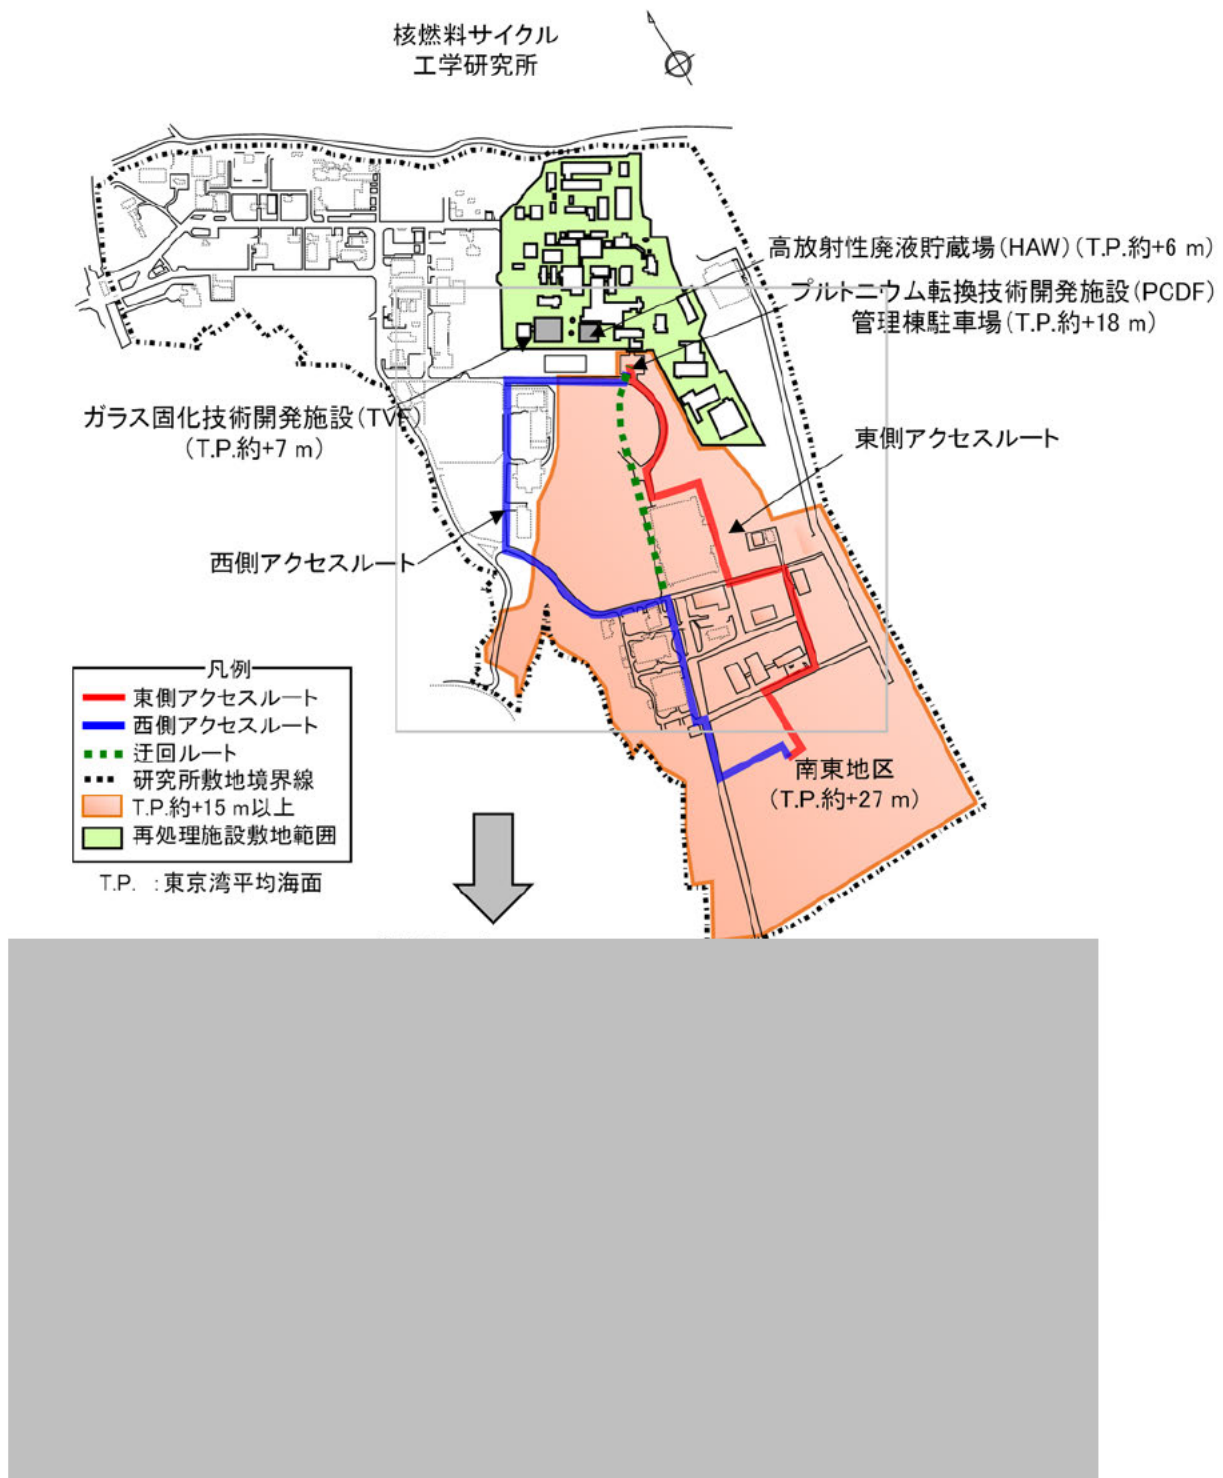 核燃料サイクル
工学研究所
高放射性廃液貯蔵場(HAW)(T.P.約+6 m)
プルトニウム転換技術開発施設(PCDF)
管理棟駐車場(T.P.約+18 m)
ガラス固化技術開発施設(TVF)
(T.P.約+7 m)
東側アクセスルート
西側アクセスルート
凡例
東側アクセスルート
西側アクセスルート
迂回ルート
研究所敷地境界線
T.P.約+15 m以上
再処理施設敷地範囲
T.P. :東京湾平均海面
南東地区
(T.P.約+27 m)